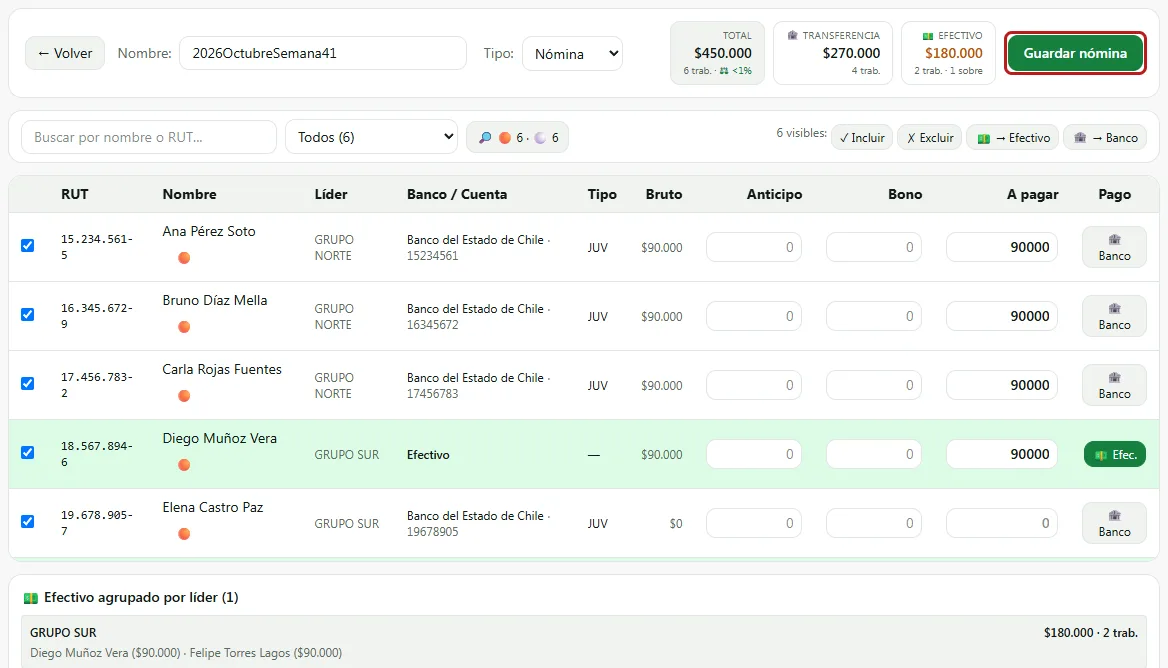 ← Volver Nombre: 2026OctubreSemana41 Tipo: Nómina
TOTAL
$450.000
6 trab. · ⚖ <1%
TRANSFERENCIA
$270.000
4 trab.
EFECTIVO
$180.000
2 trab. · 1 sobre
Guardar nómina
Buscar por nombre o RUT... Todos (6) 6 · 6 6 visibles: ✓ Incluir ✗ Excluir → Efectivo → Banco
RUT Nombre Líder Banco / Cuenta Tipo Bruto Anticipo Bono A pagar Pago
15.234.561-
5
Ana Pérez Soto
GRUPO
NORTE
Banco del Estado de Chile ·
15234561
JUV $90.000 0 0 90000
Banco
16.345.672-
9
Bruno Díaz Mella
GRUPO
NORTE
Banco del Estado de Chile ·
16345672
JUV $90.000 0 0 90000
Banco
17.456.783-
2
Carla Rojas Fuentes
GRUPO
NORTE
Banco del Estado de Chile ·
17456783
JUV $90.000 0 0 90000
Banco
18.567.894-
6
Diego Muñoz Vera
GRUPO SUR Efectivo — $90.000 0 0 90000 Efec.
19.678.905-
7
Elena Castro Paz
GRUPO SUR
Banco del Estado de Chile ·
19678905
JUV $0 0 0 0
Banco
Efectivo agrupado por líder (1)
GRUPO SUR $180.000 · 2 trab.
Diego Muñoz Vera ($90.000) · Felipe Torres Lagos ($90.000)